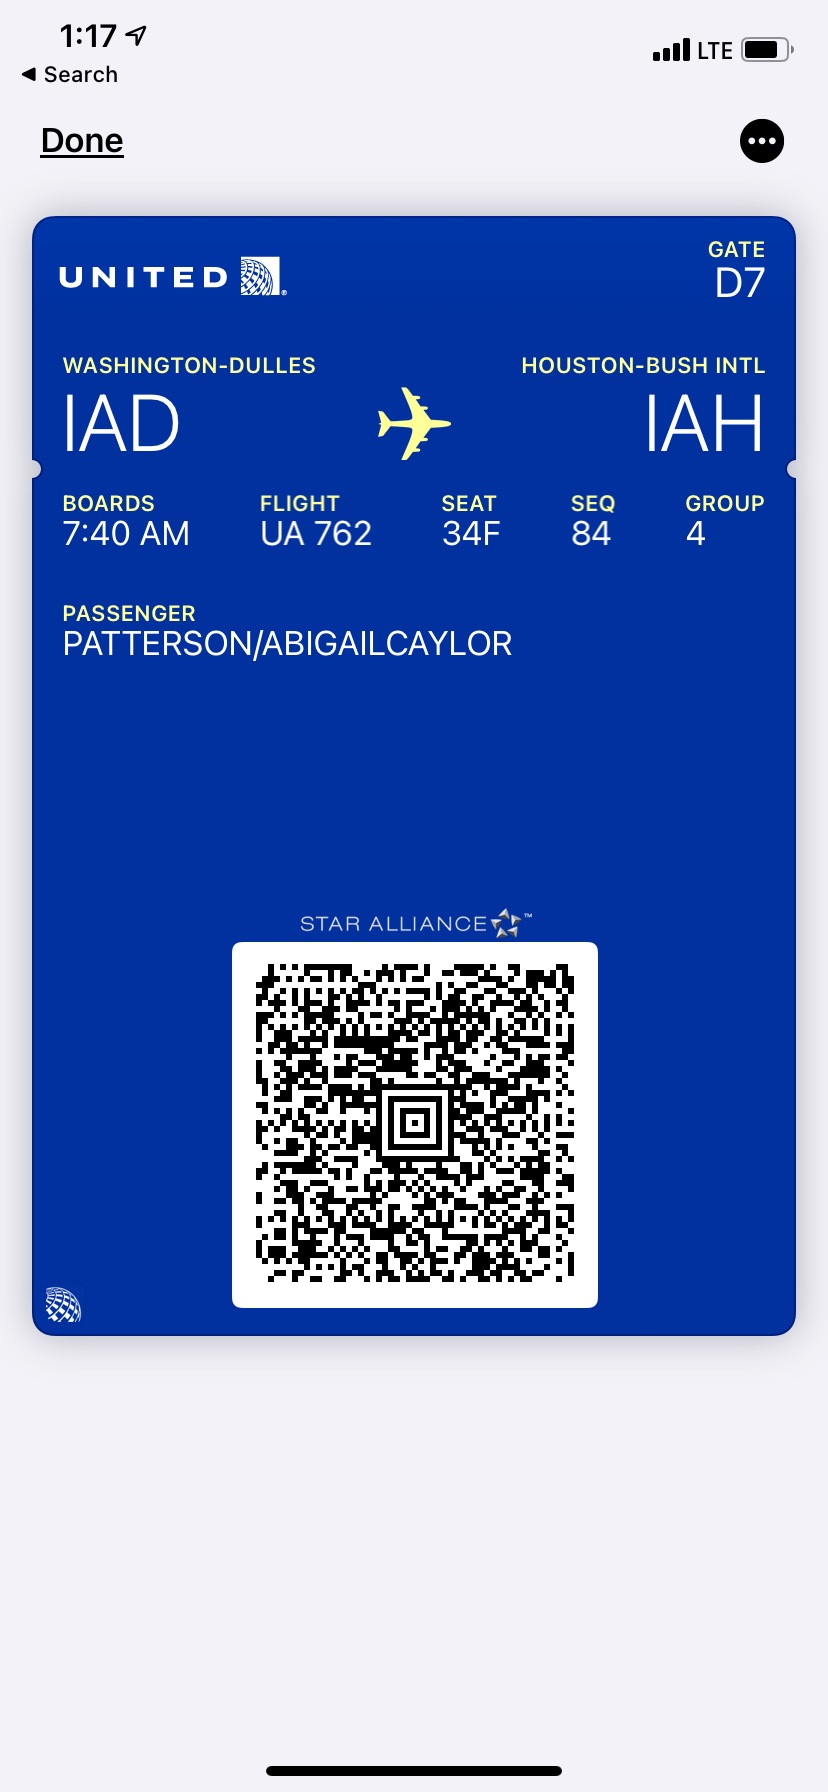 1:17
LTE
◀ Search
Done
UNITED
GATE
D7
WASHINGTON-DULLES HOUSTON-BUSH INTL
IAD IAH
BOARDS FLIGHT SEAT SEQ GROUP
7:40 AM UA 762 34F 84 4
PASSENGER
PATTERSON/ABIGAILCAYLOR
STAR ALLIANCE™